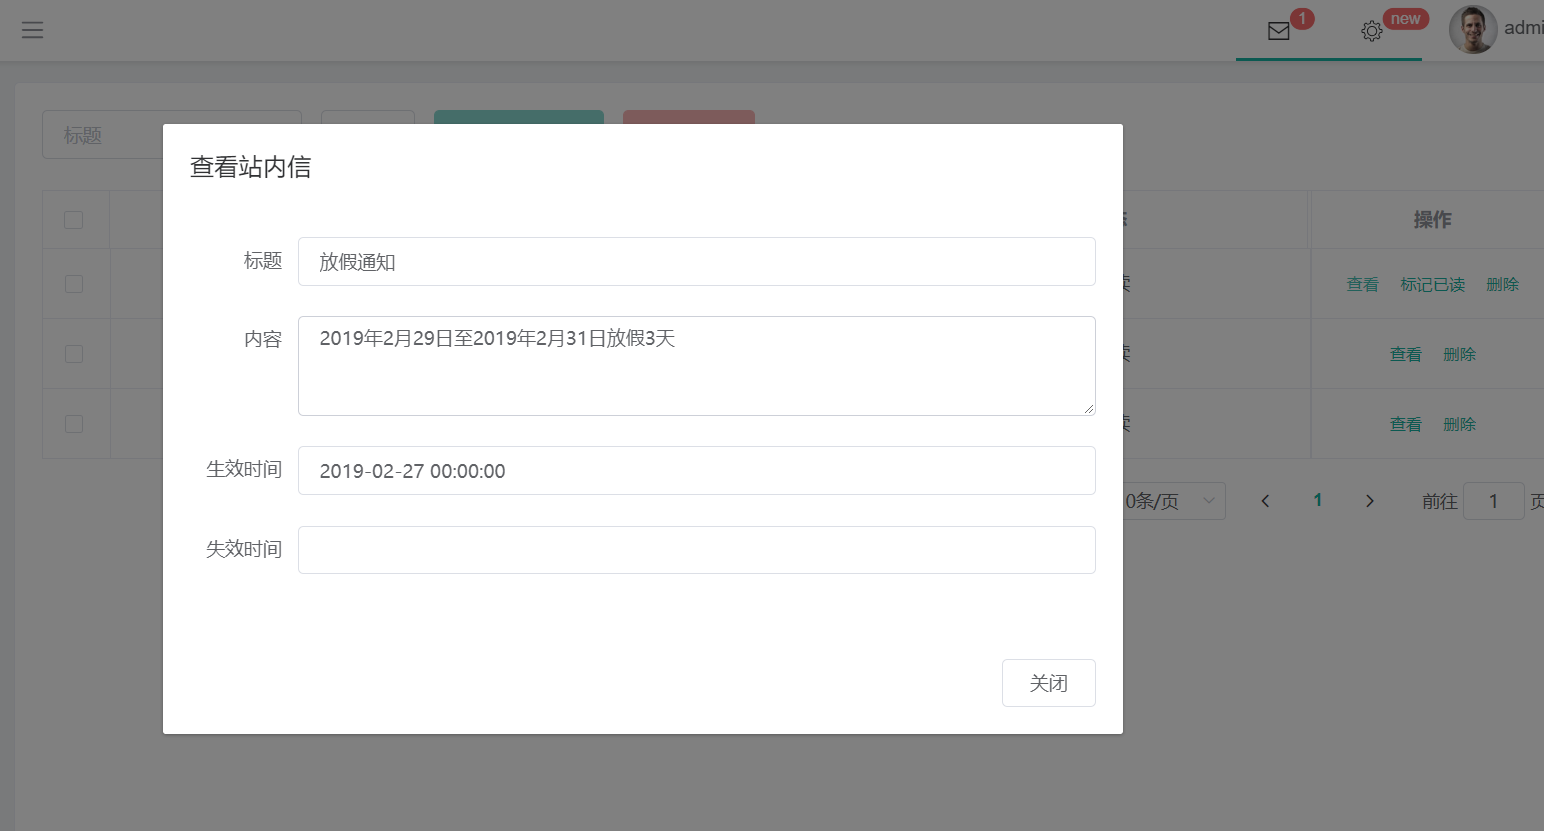 1
new
admi
标题
查看站内信
操作
标题
放假通知
查看 标记已读 删除
内容
2019年2月29日至2019年2月31日放假3天
查看 删除
查看 删除
生效时间
2019-02-27 00:00:00
0条/页
1
前往 1 页
失效时间
关闭